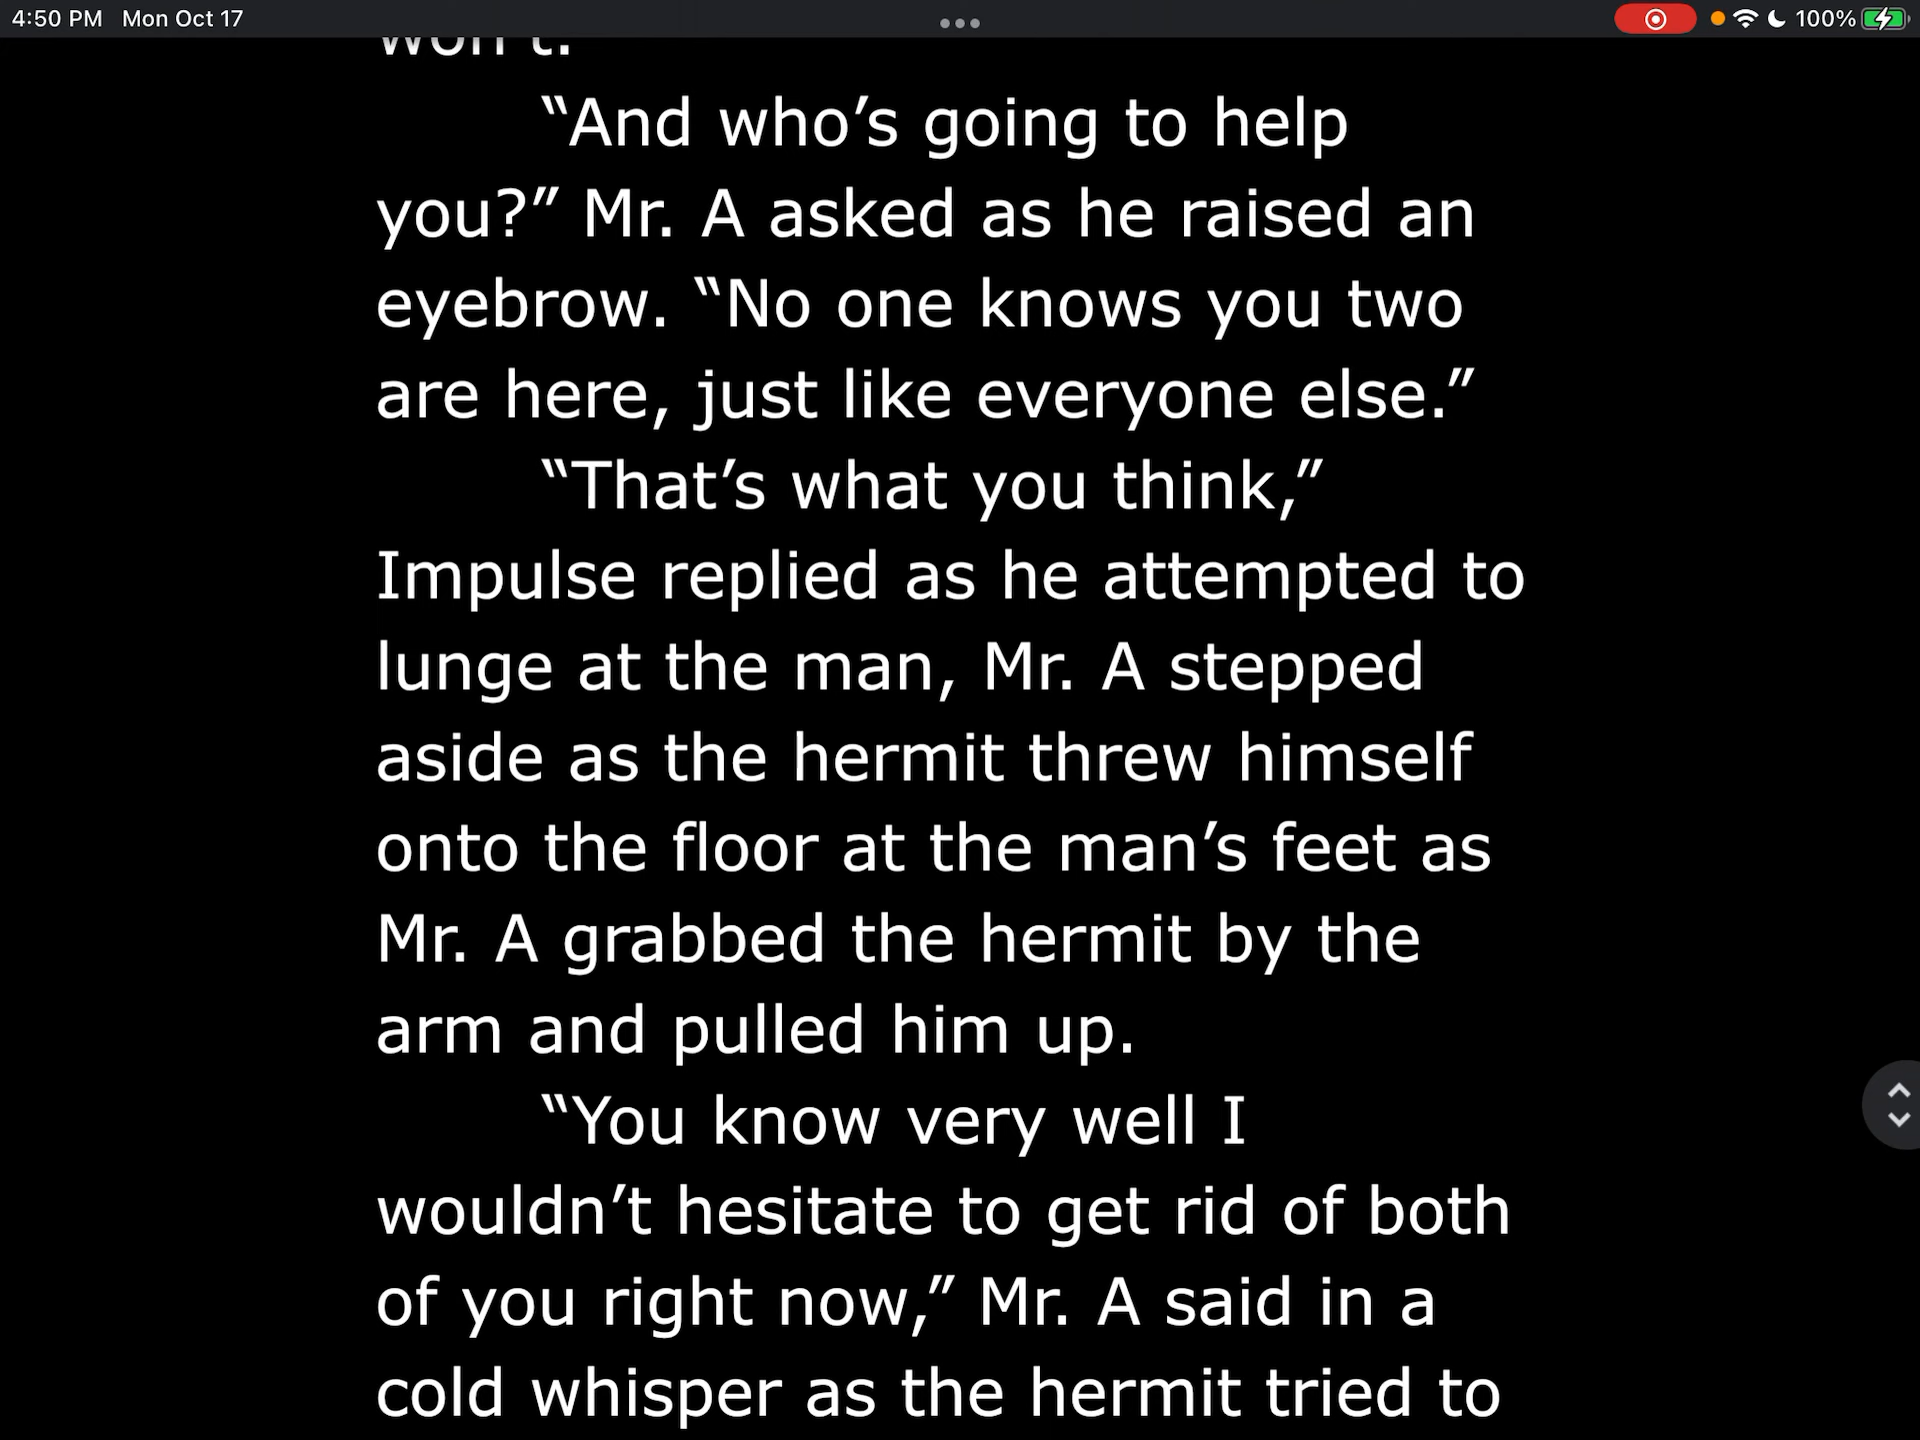 4:50 PM Mon Oct 17
100%
won't.
“And who’s going to help
you?” Mr. A asked as he raised an
eyebrow. “No one knows you two
are here, just like everyone else.”
“That’s what you think,”
Impulse replied as he attempted to
lunge at the man, Mr. A stepped
aside as the hermit threw himself
onto the floor at the man’s feet as
Mr. A grabbed the hermit by the
arm and pulled him up.
“You know very well I
wouldn’t hesitate to get rid of both
of you right now,” Mr. A said in a
cold whisper as the hermit tried to